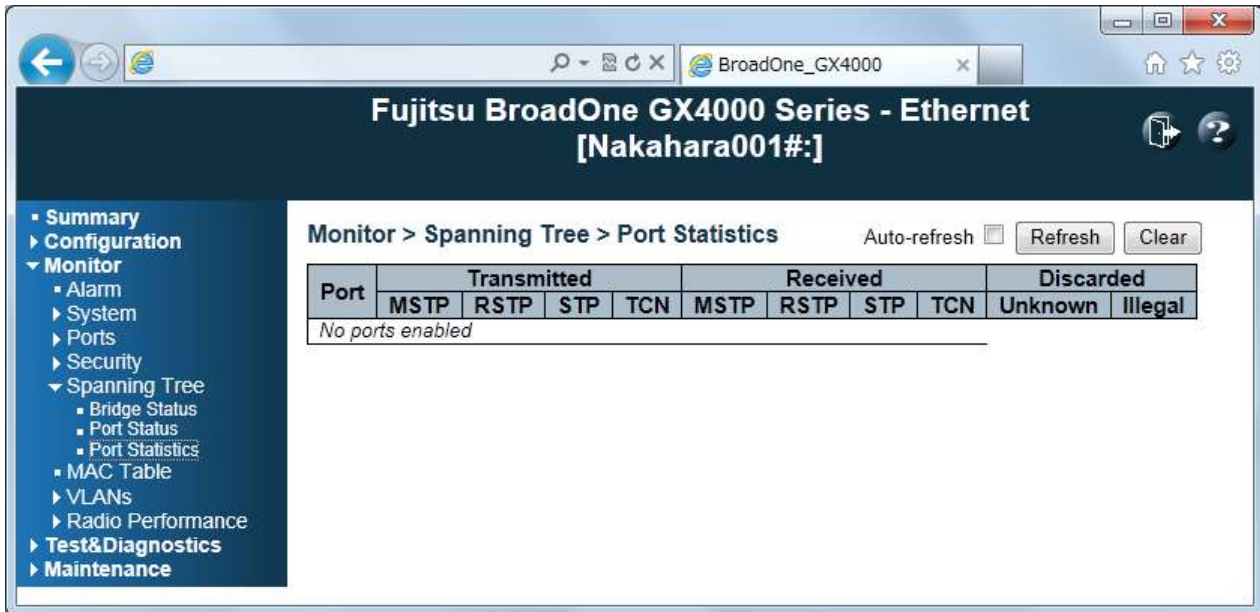 BroadOne_GX4000
Fujitsu BroadOne GX4000 Series - Ethernet
[Nakahara001#:]
Summary
Configuration
Monitor
Alarm
System
Ports
Security
Spanning Tree
Bridge Status
Port Status
Port Statistics
MAC Table
VLANs
Radio Performance
Test&Diagnostics
Maintenance
Monitor > Spanning Tree > Port Statistics
Auto-refresh Refresh Clear
Port Transmitted Received Discarded
MSTP RSTP STP TCN MSTP RSTP STP TCN Unknown Illegal
No ports enabled